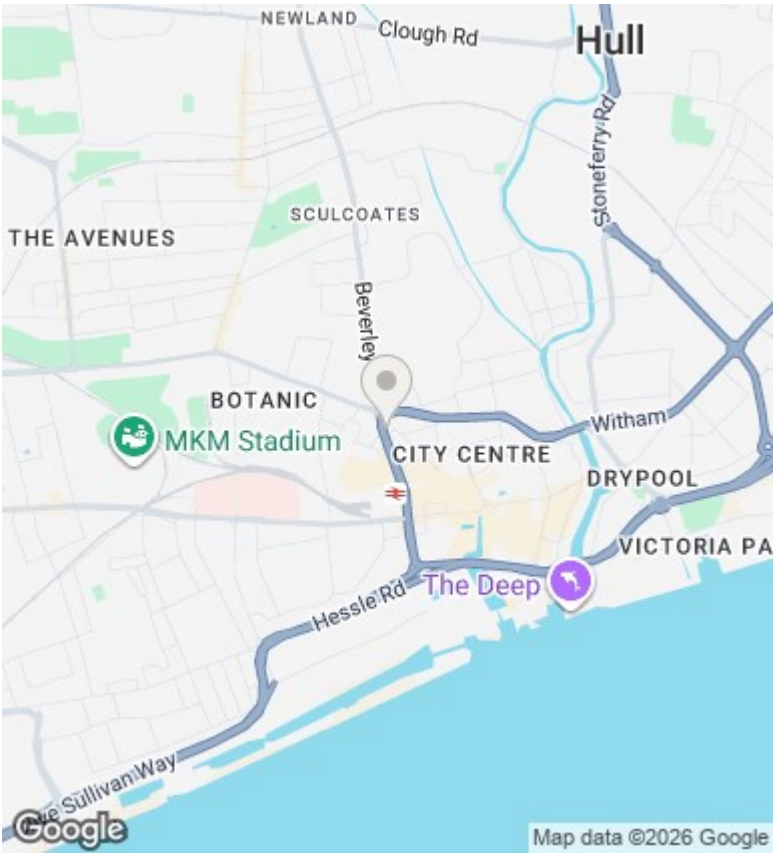 NEWLAND
Clough Rd
Hull
Stoneferry Rd
SCULCOATES
THE AVENUES
Beverley
BOTANIC
Witham
MKM Stadium
CITY CENTRE
DRYPOOL
VICTORIA PA
The Deep
Hessle Rd
Sullivan Way
Google
Map data ©2026 Google